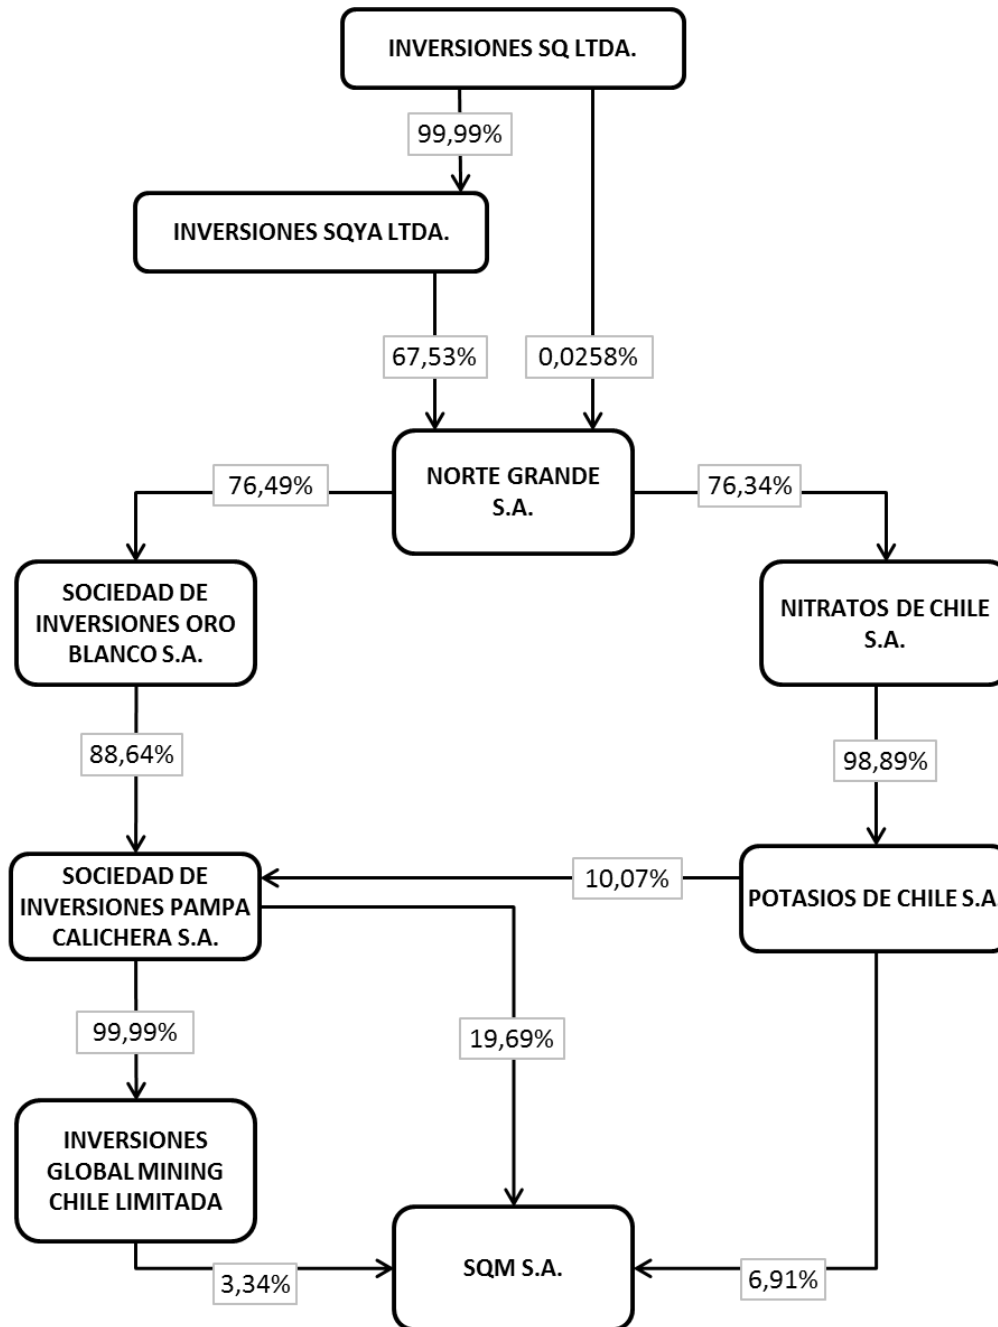 INVERSIONES SQ LTDA.
99,99%
INVERSIONES SQYA LTDA.
67,53%
0,0258%
NORTE GRANDE
S.A.
76,49%
76,34%
SOCIEDAD DE
INVERSIONES ORO
BLANCO S.A.
NITRATOS DE CHILE
S.A.
88,64%
98,89%
SOCIEDAD DE
INVERSIONES PAMPA
CALICHERA S.A.
10,07%
POTASIOS DE CHILE S.A.
99,99%
19,69%
INVERSIONES
GLOBAL MINING
CHILE LIMITADA
SQM S.A.
3,34%
6,91%